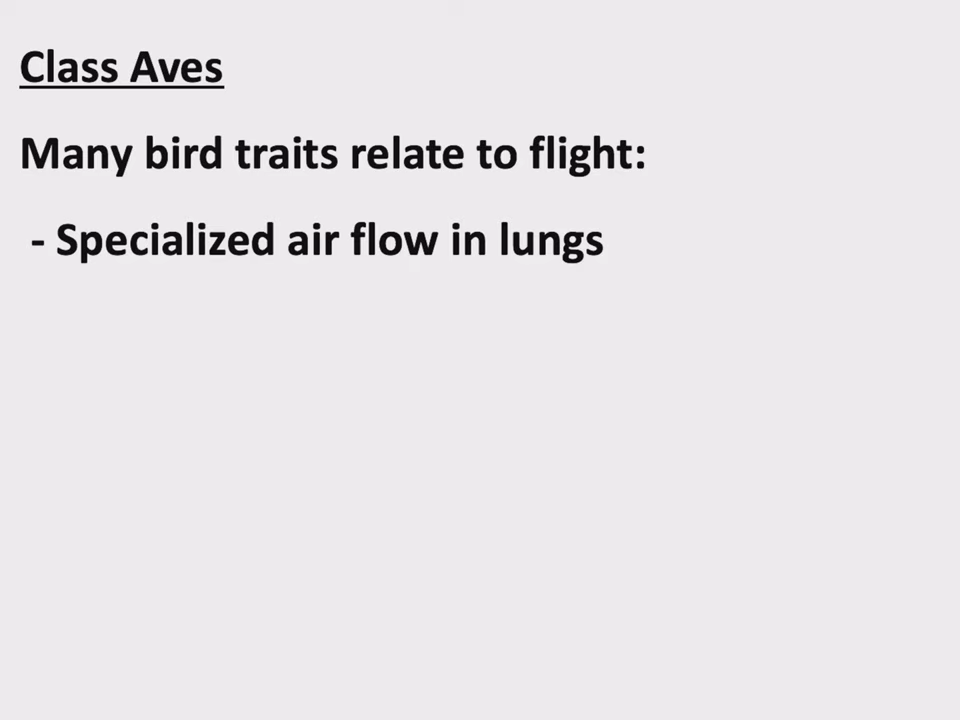 Class Aves
Many bird traits relate to flight:
- Specialized air flow in lungs